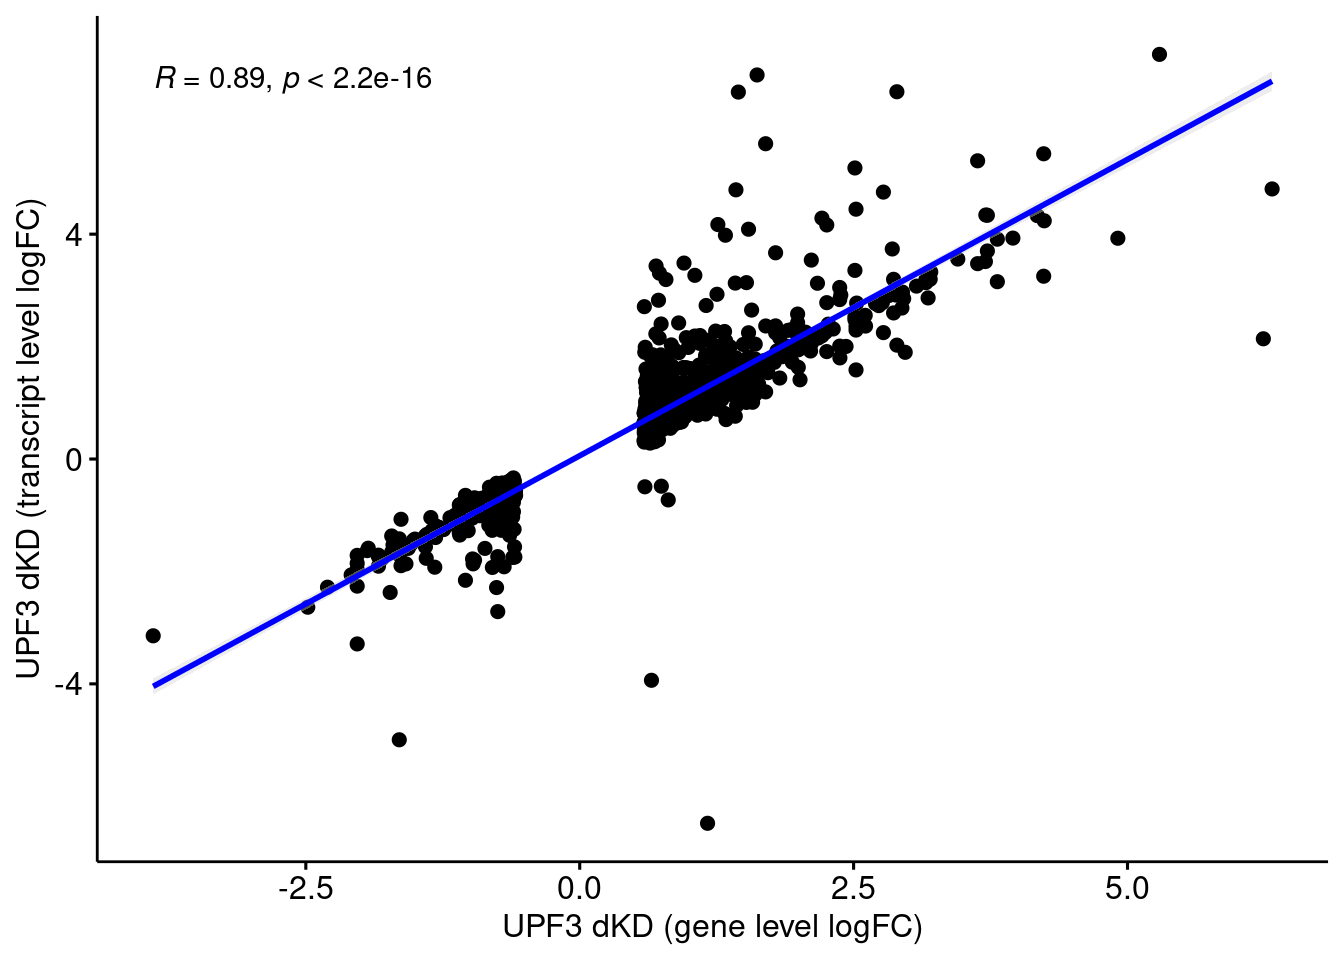 R = 0.89, p < 2.2e-16
UPF3 dKD (transcript level logFC)
4
0
-4
-2.5
0.0
2.5
5.0
UPF3 dKD (gene level logFC)